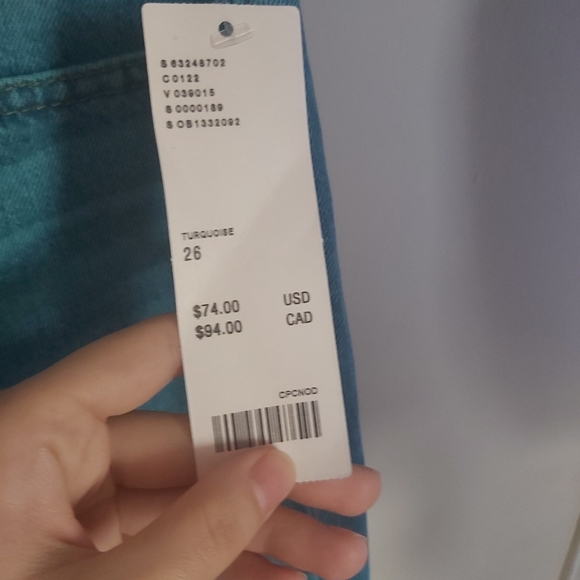 S 63248702
C 0122
V 039015
S 0000189
S OB1332092
TURQUOISE
26
$74.00 USD
$94.00 CAD
CPCNOD